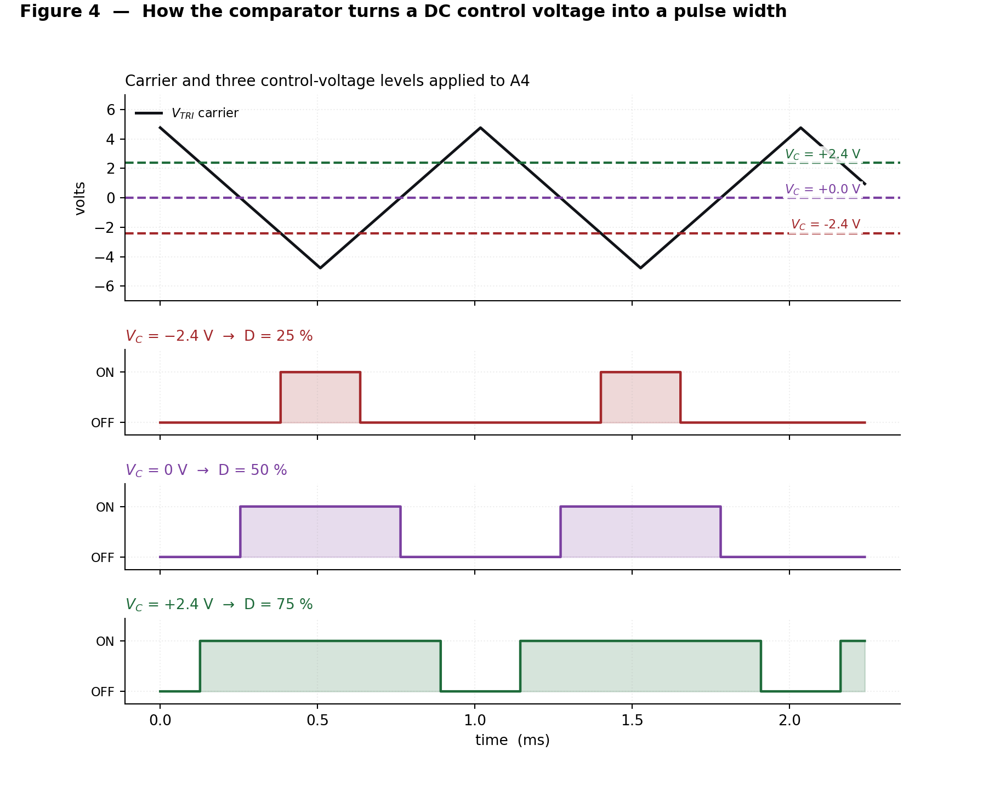 Figure 4 — How the comparator turns a DC control voltage into a pulse width
Carrier and three control-voltage levels applied to A4
volts
6
4
2
0
−2
−4
−6
V_TRI carrier
V_C = +2.4 V
V_C = +0.0 V
V_C = -2.4 V
V_C = −2.4 V → D = 25 %
ON
OFF
V_C = 0 V → D = 50 %
ON
OFF
V_C = +2.4 V → D = 75 %
ON
OFF
0.0 0.5 1.0 1.5 2.0
time (ms)